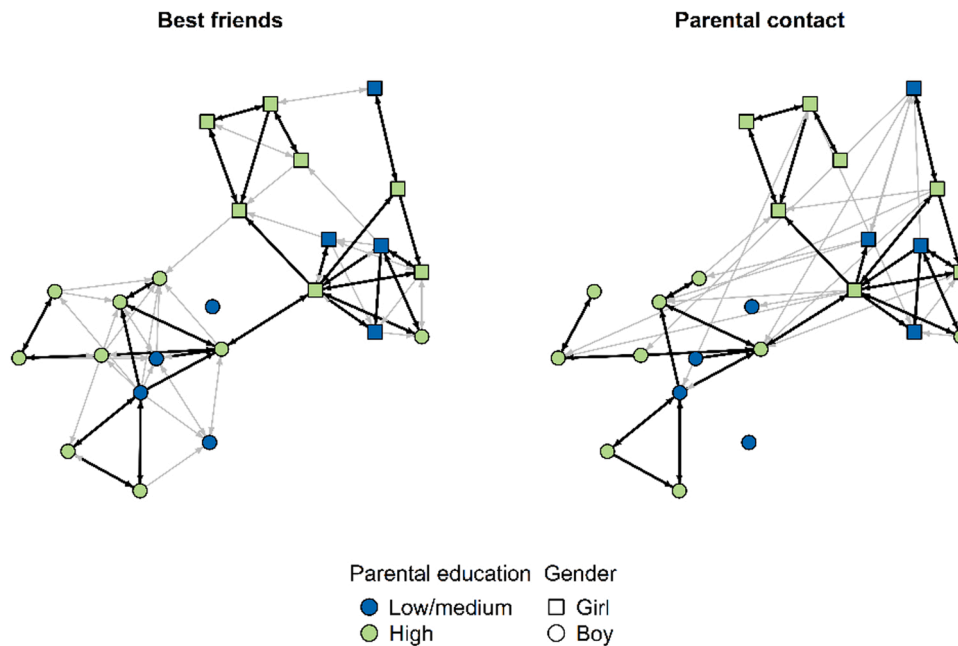 Best friends
Parental contact
Parental education
Gender
Low/medium
Girl
High
Boy